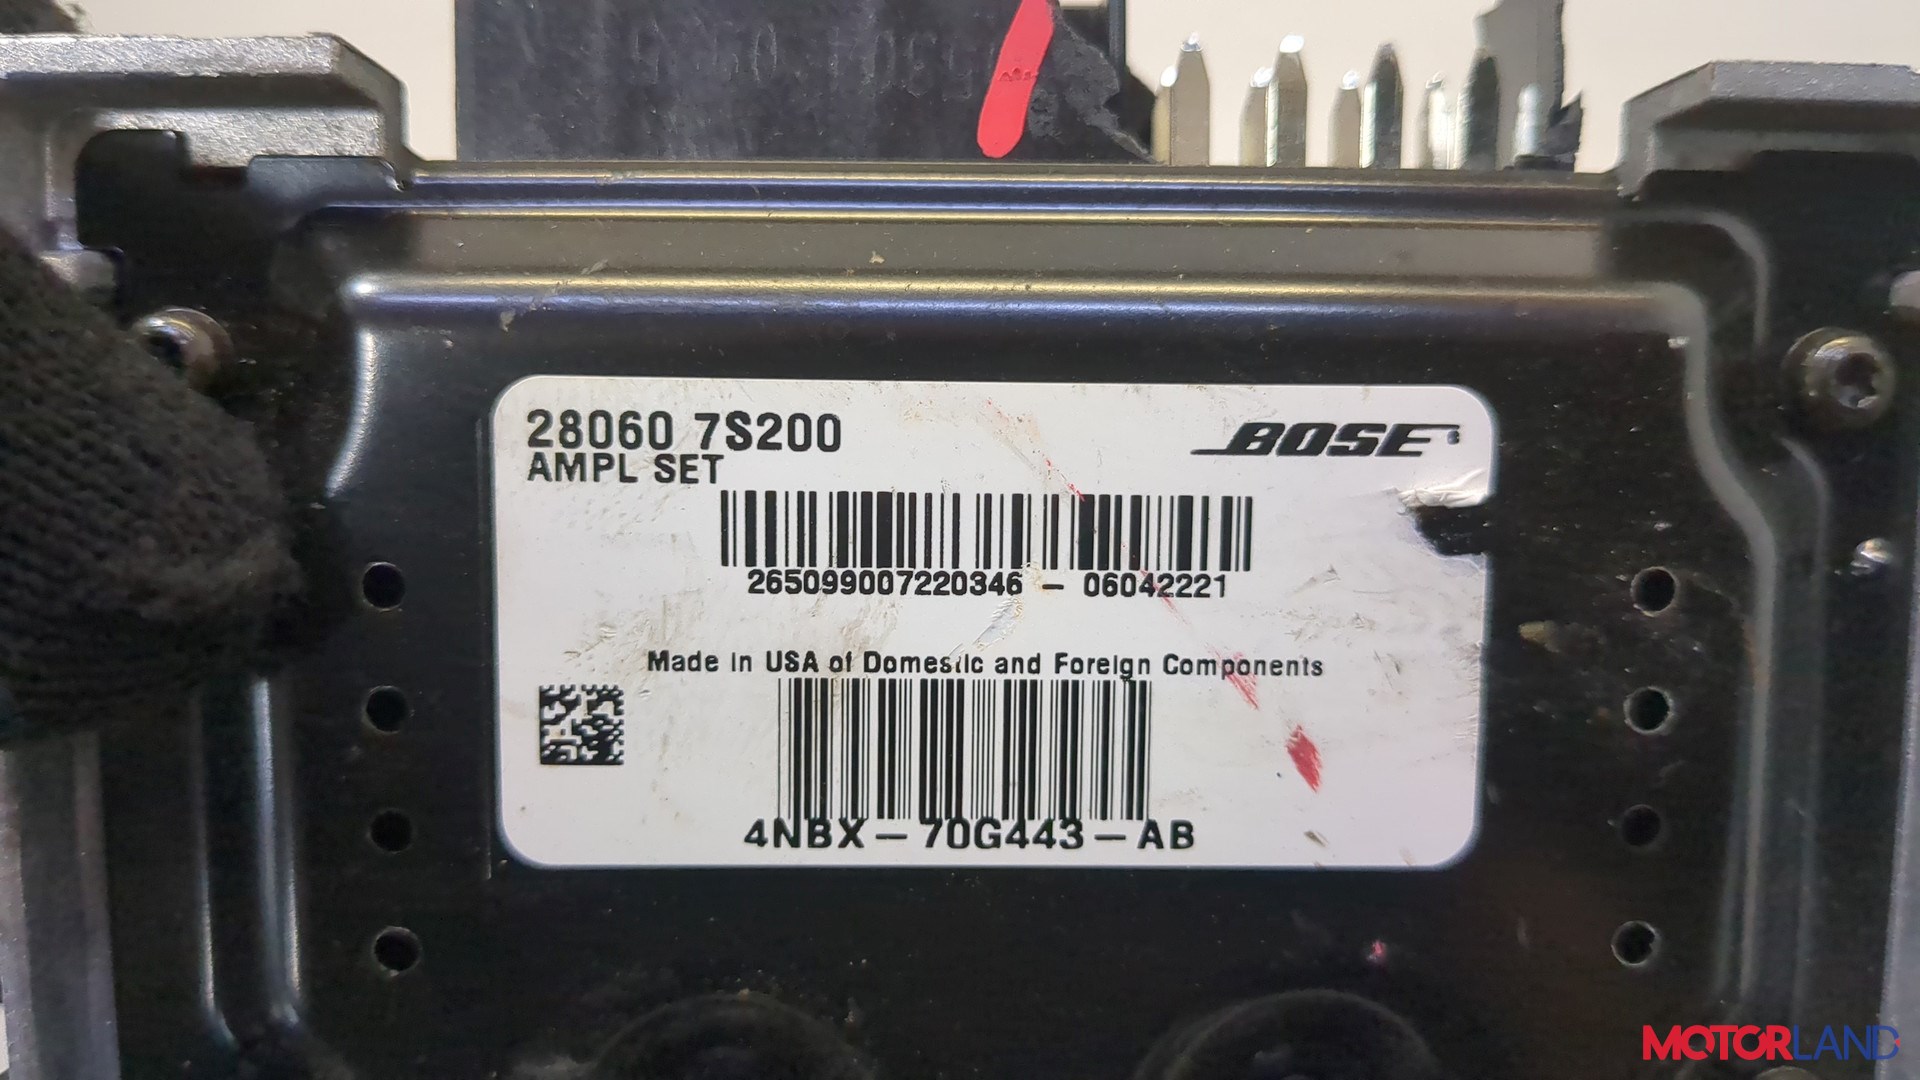 28060 7S200
BOSE
AMPL SET
265099007220346 - 06042221
Made in USA of Domestic and Foreign Components
4NBX-70G443-AB
MOTORLAND